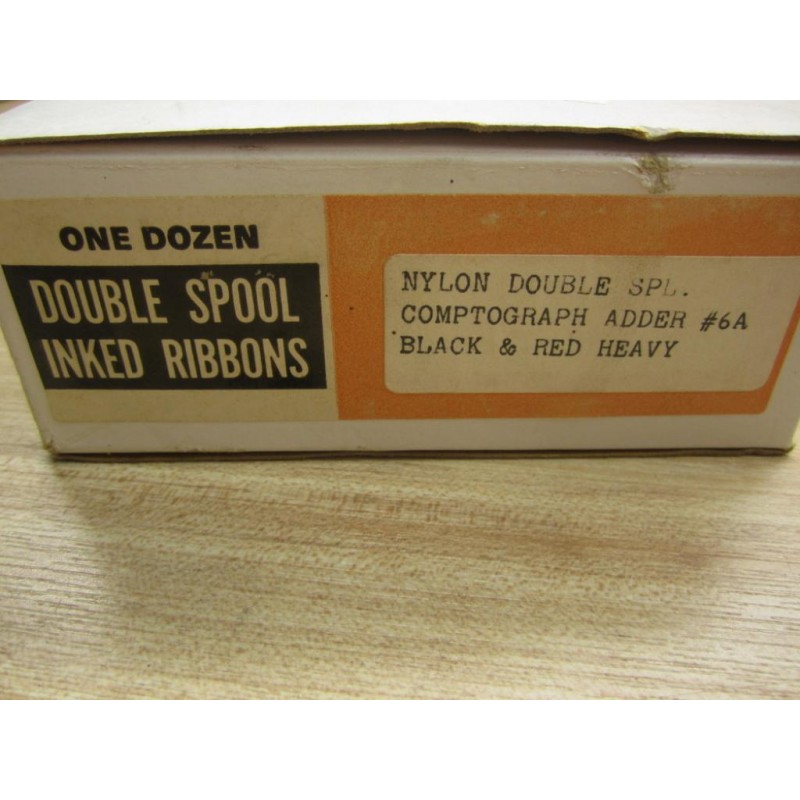 ONE DOZEN
DOUBLE SPOOL
INKED RIBBONS
NYLON DOUBLE SPL.
COMPTOGRAPH ADDER #6A
BLACK & RED HEAVY